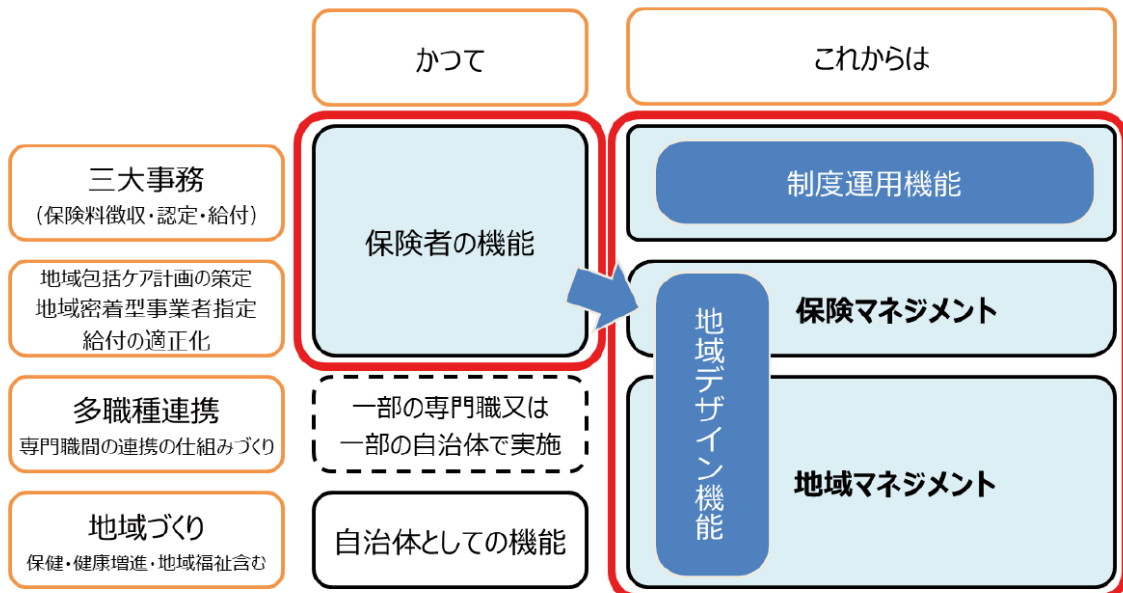 かつて
これからは
三大事務
（保険料徴収・認定・給付）
保険者の機能
制度運用機能
地域包括ケア計画の策定
地域密着型事業者指定
給付の適正化
地域デザイン機能
保険マネジメント
多職種連携
専門職間の連携の仕組みづくり
一部の専門職又は
一部の自治体で実施
地域マネジメント
地域づくり
保健・健康増進・地域福祉含む
自治体としての機能